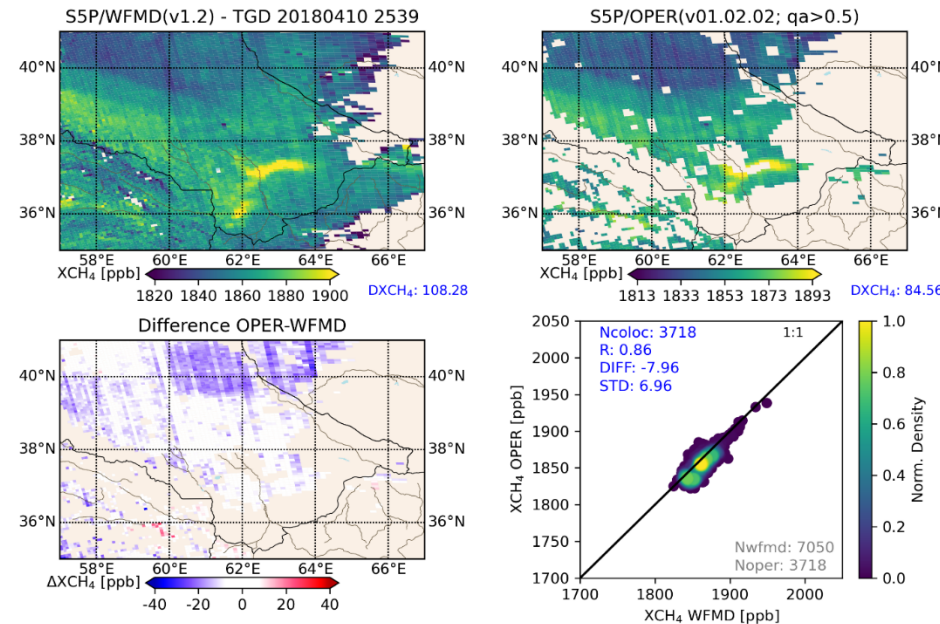 S5P/WFMD(v1.2) - TGD 20180410 2539
40°N
38°N
36°N
58°E 60°E 62°E 64°E 66°E
XCH₄ [ppb]
1820 1840 1860 1880 1900
DXCH₄: 108.28
S5P/OPER(v01.02.02; qa>0.5)
40°N
40°N
38°N
38°N
36°N
36°N
58°E 60°E 62°E 64°E 66°E
XCH₄ [ppb]
1813 1833 1853 1873 1893
DXCH₄: 84.56
Difference OPER-WFMD
40°N
40°N
38°N
38°N
36°N
36°N
58°E 60°E 62°E 64°E 66°E
ΔXCH₄ [ppb]
-40 -20 0 20 40
2050
2000
1950
1900
1850
1800
1750
1700
XCH₄ OPER [ppb]
Ncoloc: 3718
R: 0.86
DIFF: -7.96
STD: 6.96
1:1
Nwfmd: 7050
Noper: 3718
1700 1800 1900 2000
XCH₄ WFMD [ppb]
1.0
0.8
0.6
0.4
0.2
0.0
Norm. Density